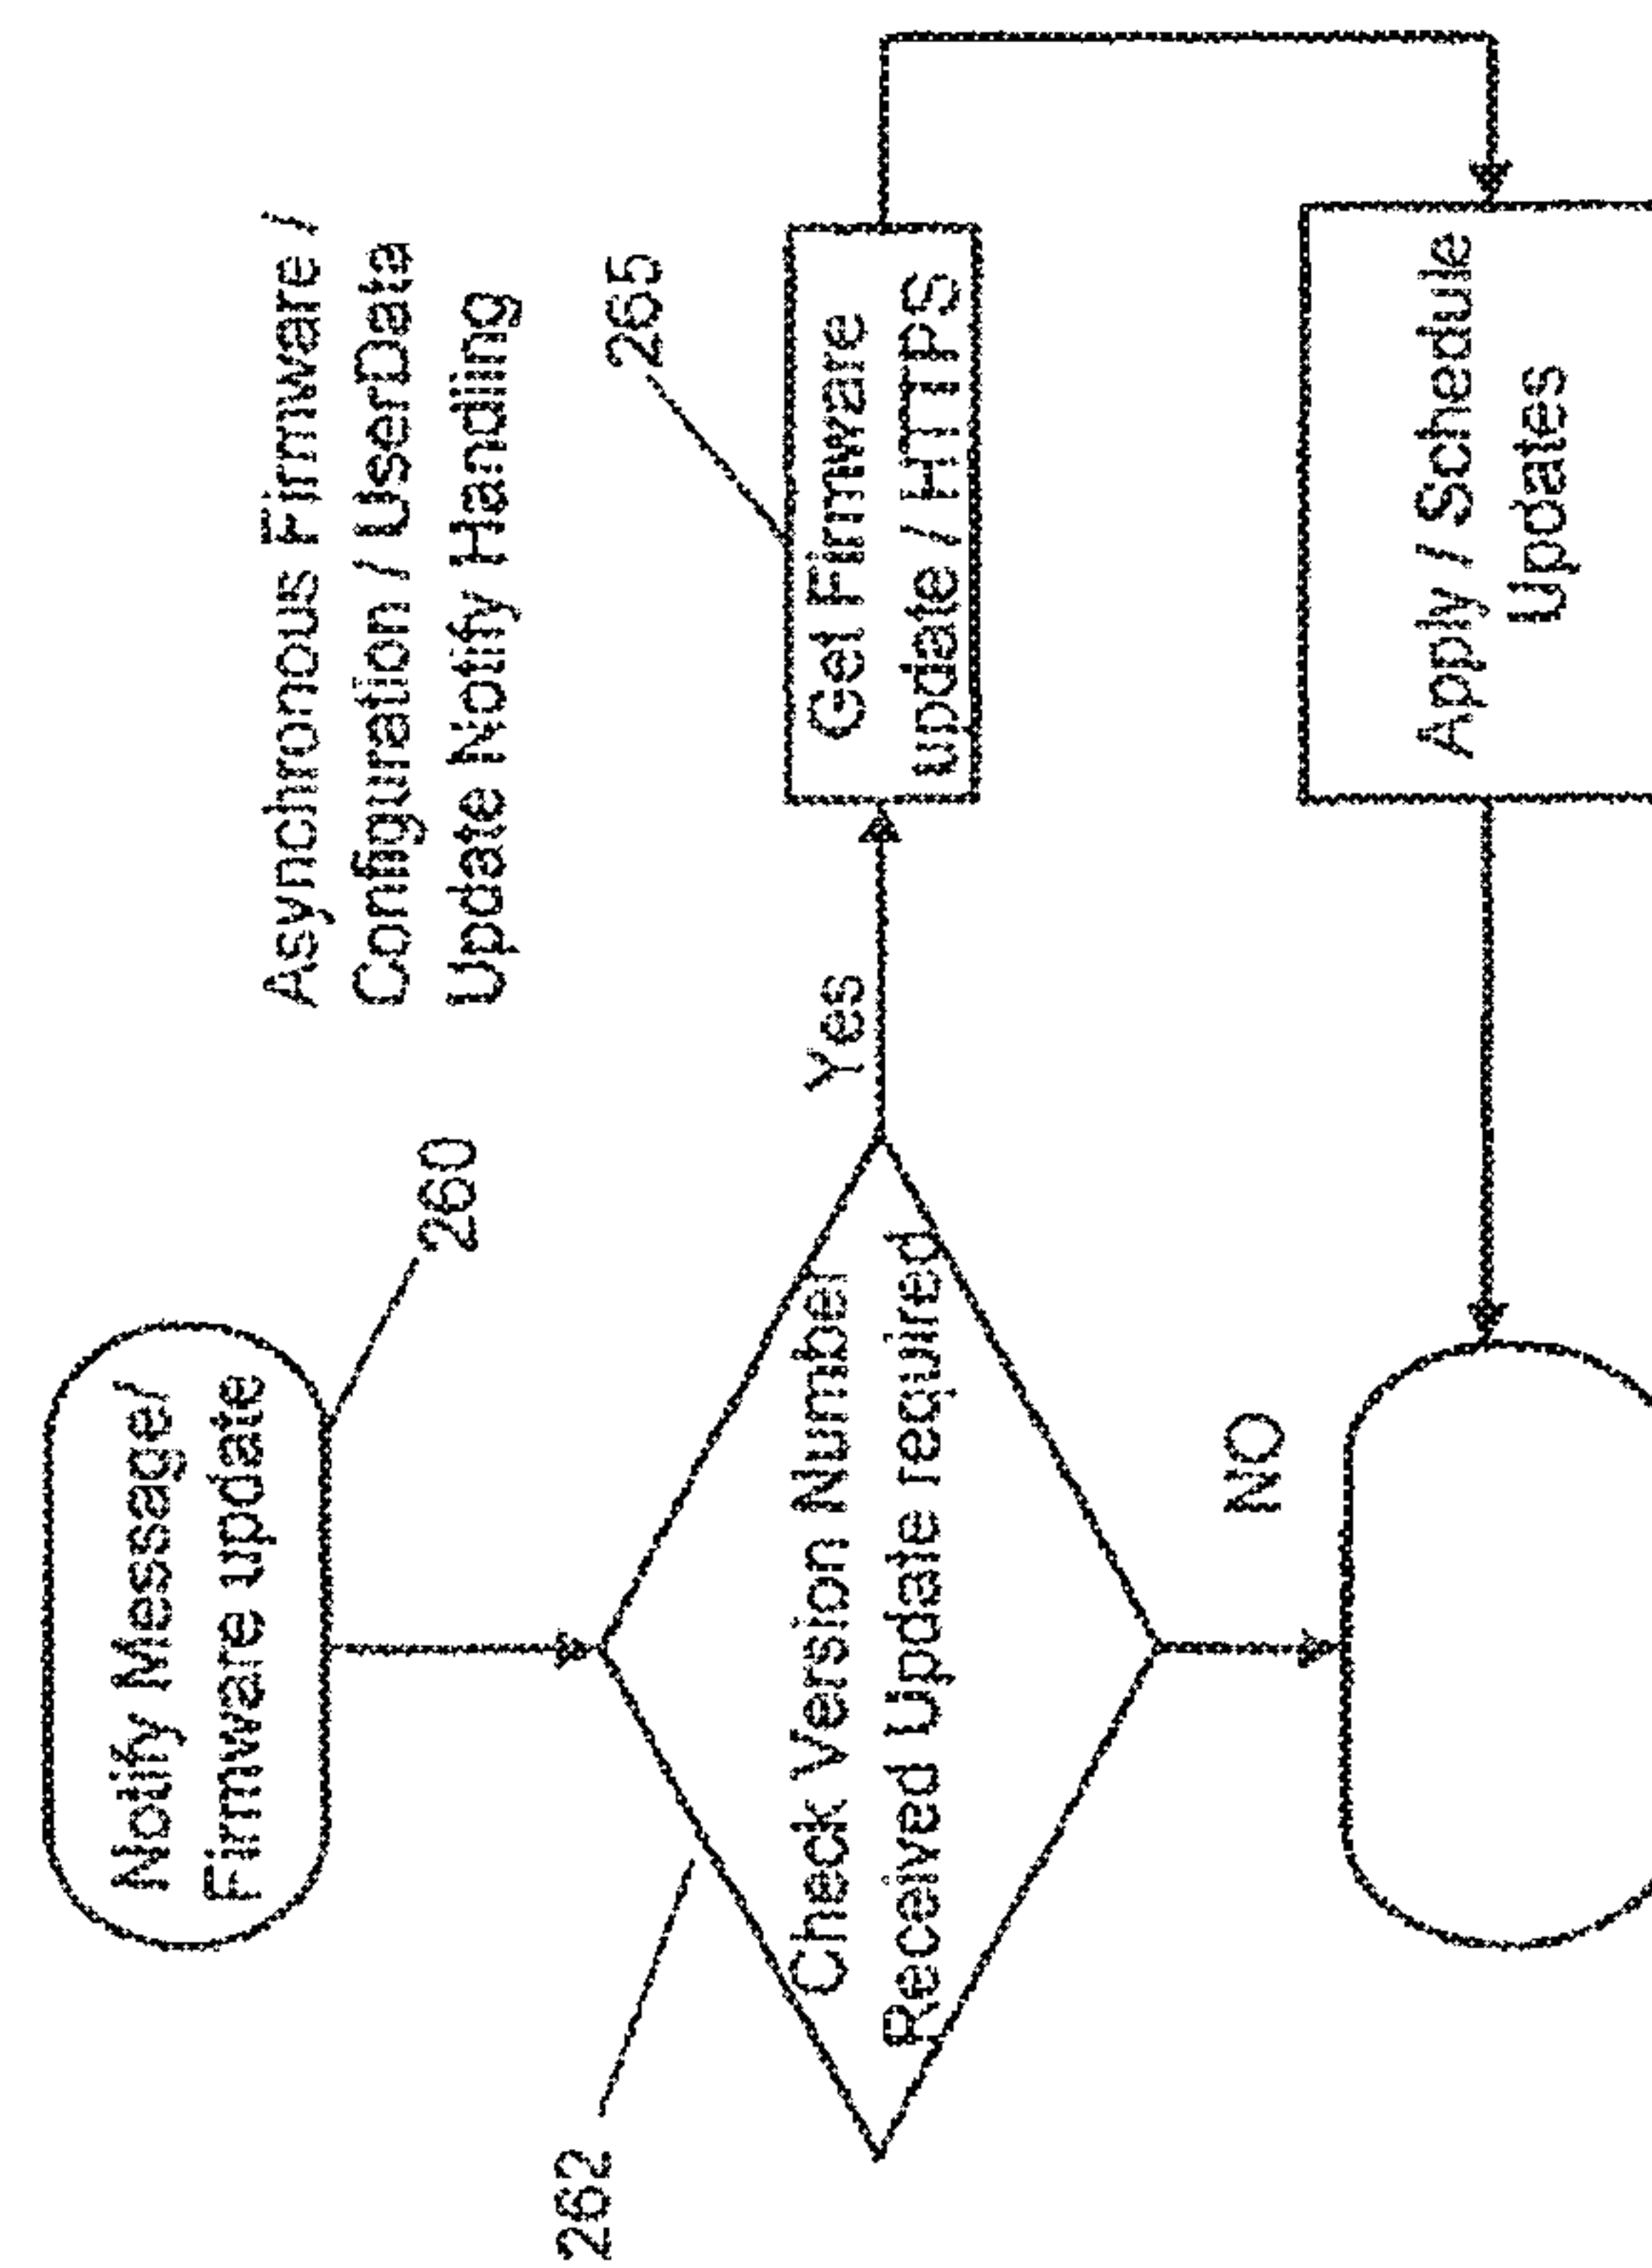 Asynchronous Firmware /
Configuration / UserData
Update Notify Handling
Notify Message/
Firmware update
260
262
Check Version Number
Received Update required
Yes
265
Get Firmware
update / HTTPS
NO
Apply / Schedule
Updates